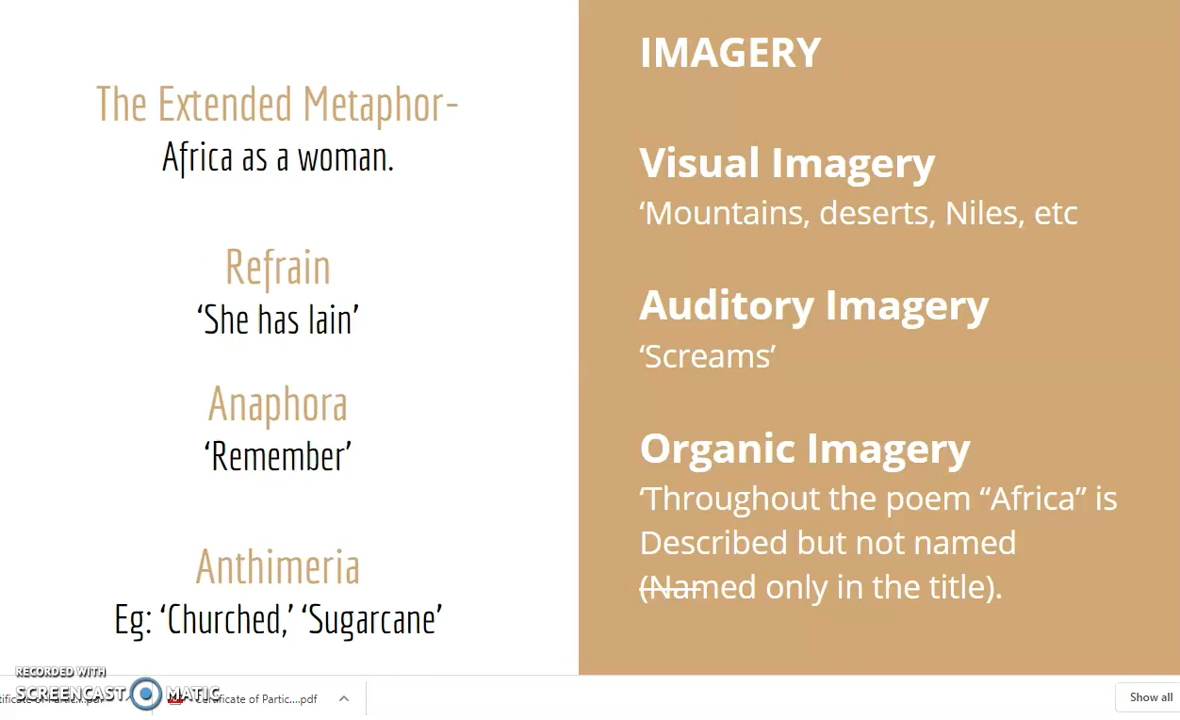 The Extended Metaphor-
Africa as a woman.
Refrain
‘She has lain’
Anaphora
‘Remember’
Anthimeria
Eg: ‘Churched,’ ‘Sugarcane’
IMAGERY
Visual Imagery
‘Mountains, deserts, Niles, etc
Auditory Imagery
‘Screams’
Organic Imagery
‘Throughout the poem “Africa” is
Described but not named
(Named only in the title).
RECORDED WITH
SCREENCAST MATIC
Certificate of Partic....pdf
Show all